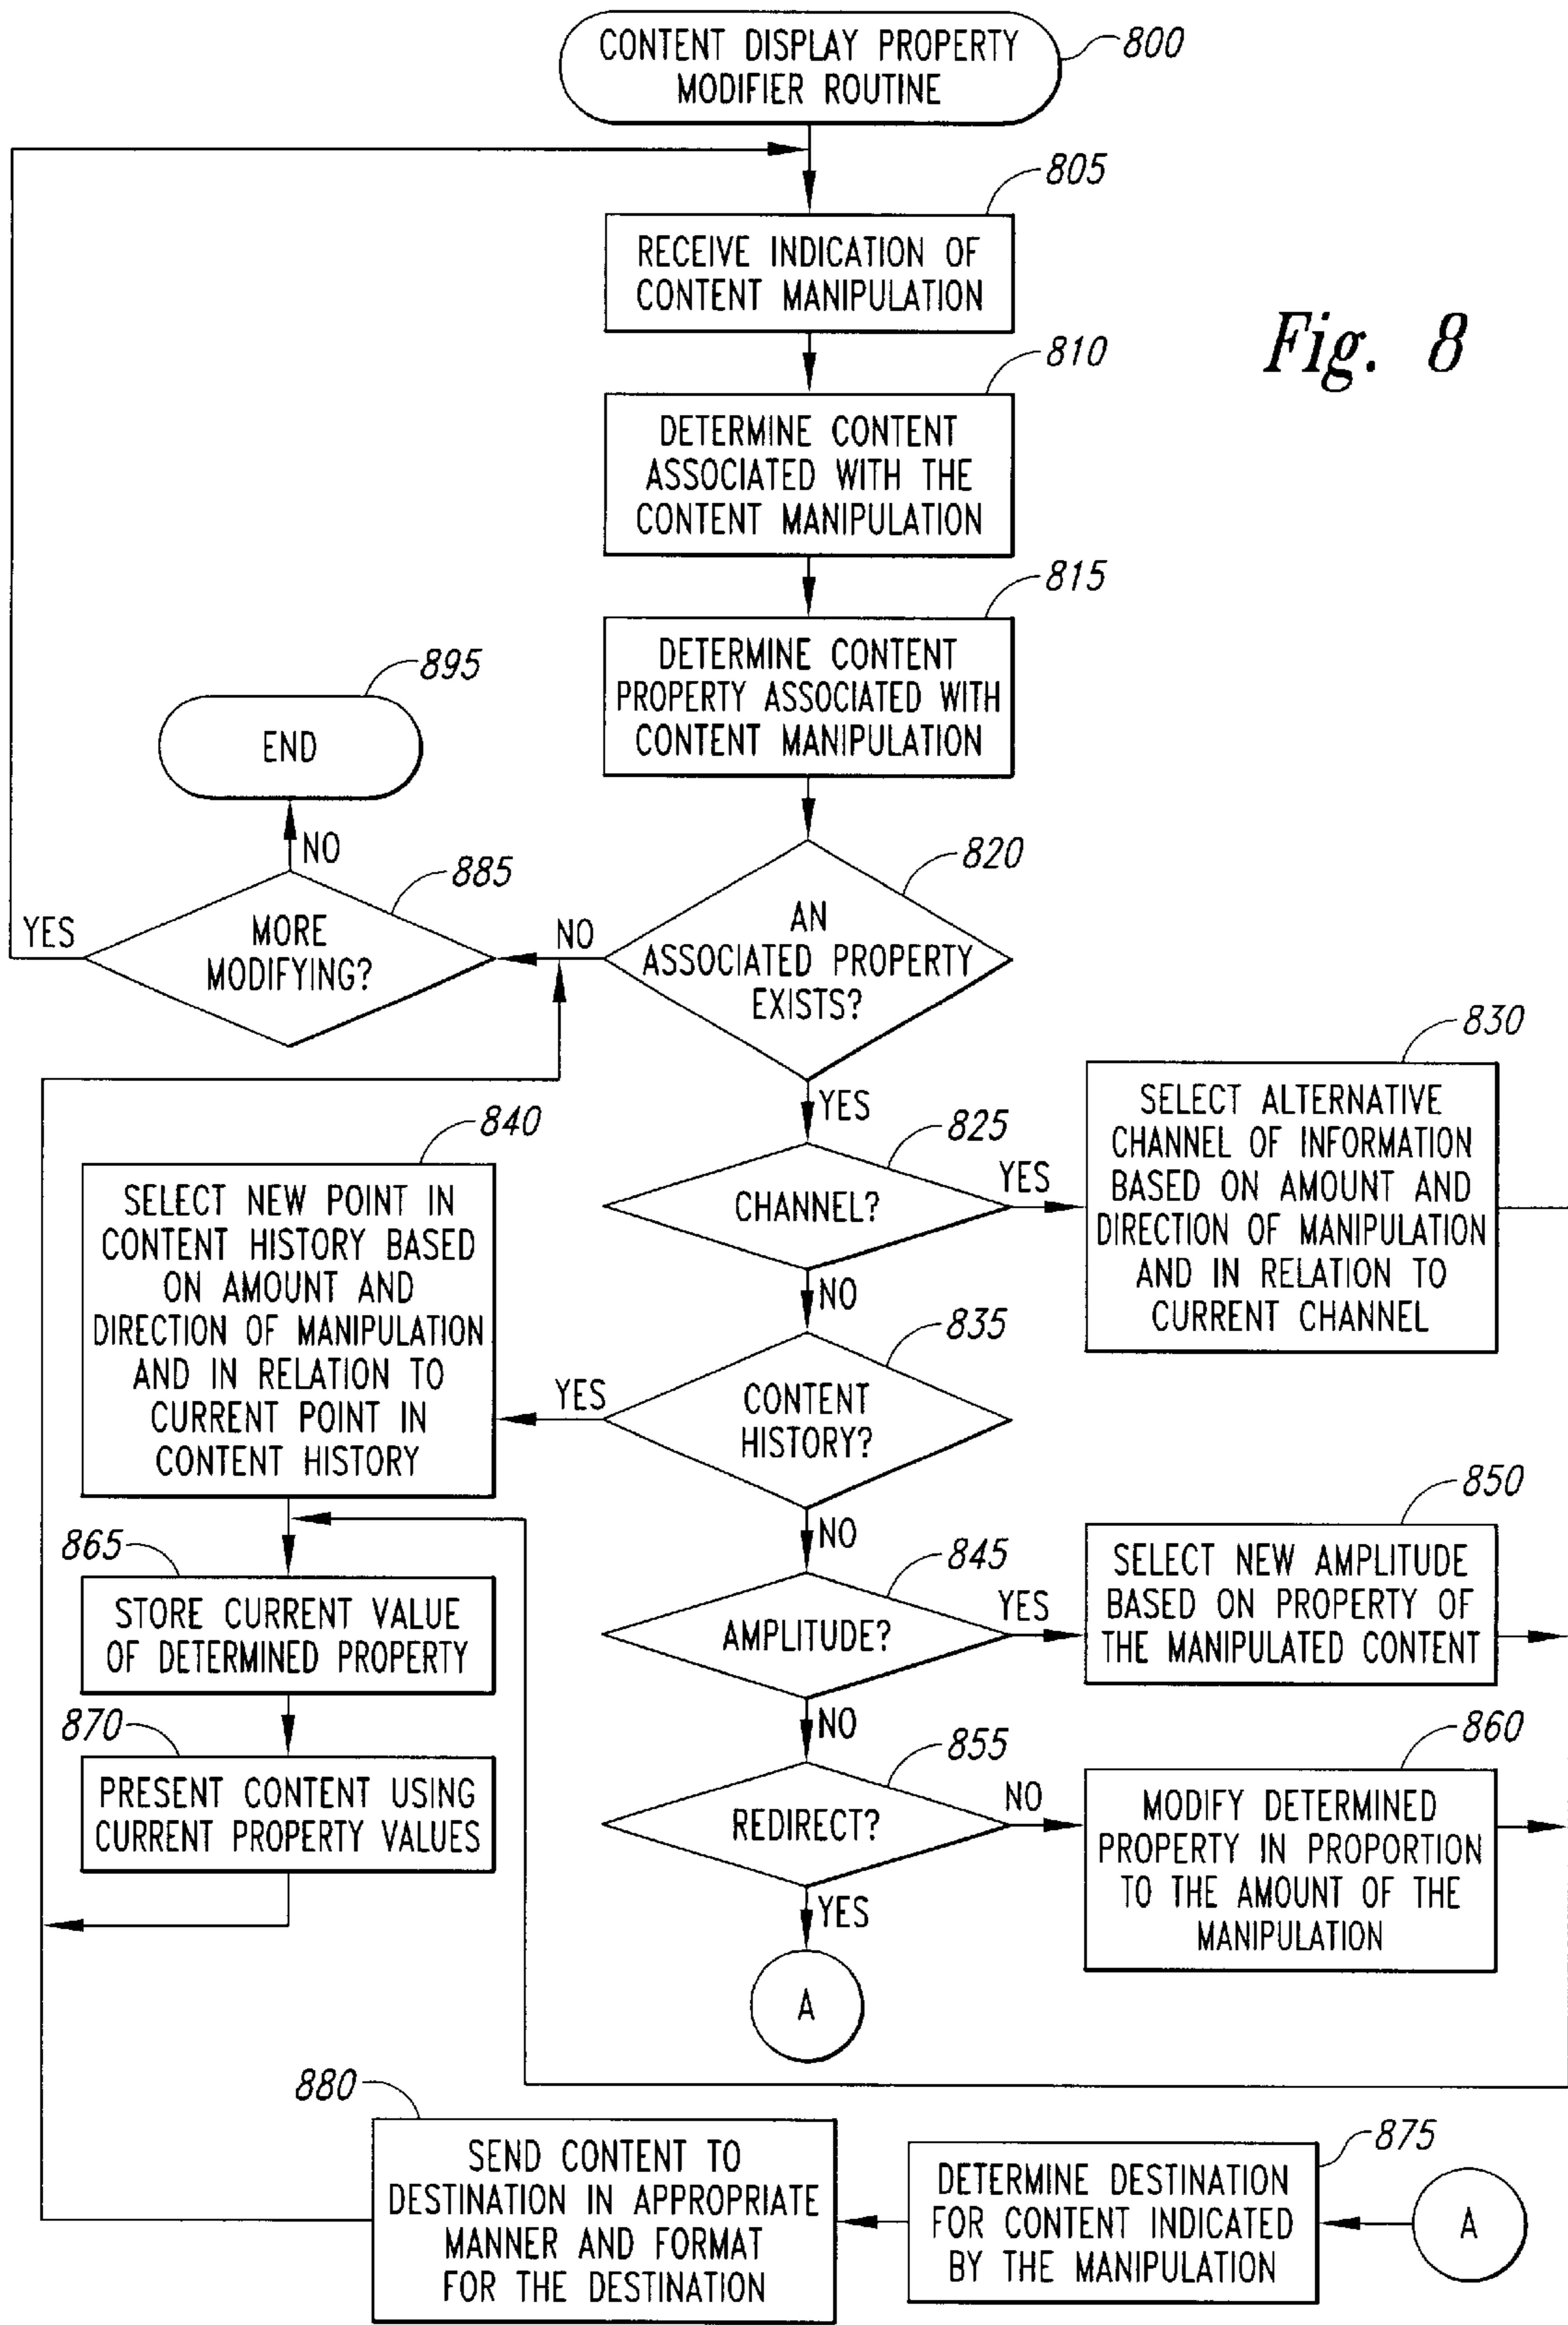 CONTENT DISPLAY PROPERTY
MODIFIER ROUTINE
800
805
RECEIVE INDICATION OF
CONTENT MANIPULATION
Fig. 8
810
DETERMINE CONTENT
ASSOCIATED WITH THE
CONTENT MANIPULATION
815
DETERMINE CONTENT
PROPERTY ASSOCIATED WITH
CONTENT MANIPULATION
895
END
NO
885
MORE
MODIFYING?
YES
NO
820
AN
ASSOCIATED PROPERTY
EXISTS?
YES
825
CHANNEL?
YES
830
SELECT ALTERNATIVE
CHANNEL OF INFORMATION
BASED ON AMOUNT AND
DIRECTION OF MANIPULATION
AND IN RELATION TO
CURRENT CHANNEL
NO
835
CONTENT
HISTORY?
YES
840
SELECT NEW POINT IN
CONTENT HISTORY BASED
ON AMOUNT AND
DIRECTION OF MANIPULATION
AND IN RELATION TO
CURRENT POINT IN
CONTENT HISTORY
NO
845
AMPLITUDE?
YES
850
SELECT NEW AMPLITUDE
BASED ON PROPERTY OF
THE MANIPULATED CONTENT
865
STORE CURRENT VALUE
OF DETERMINED PROPERTY
870
PRESENT CONTENT USING
CURRENT PROPERTY VALUES
NO
855
REDIRECT?
NO
860
MODIFY DETERMINED
PROPERTY IN PROPORTION
TO THE AMOUNT OF THE
MANIPULATION
YES
A
880
SEND CONTENT TO
DESTINATION IN APPROPRIATE
MANNER AND FORMAT
FOR THE DESTINATION
875
DETERMINE DESTINATION
FOR CONTENT INDICATED
BY THE MANIPULATION
A